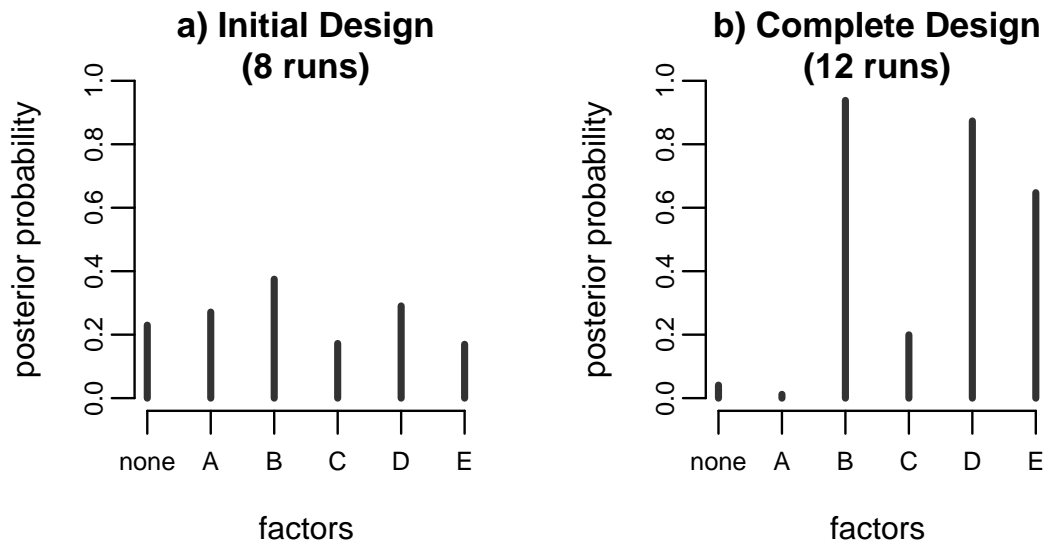 a) Initial Design
(8 runs)
posterior probability
1.0
0.8
0.6
0.4
0.2
0.0
none A B C D E
factors
b) Complete Design
(12 runs)
posterior probability
1.0
0.8
0.6
0.4
0.2
0.0
none A B C D E
factors